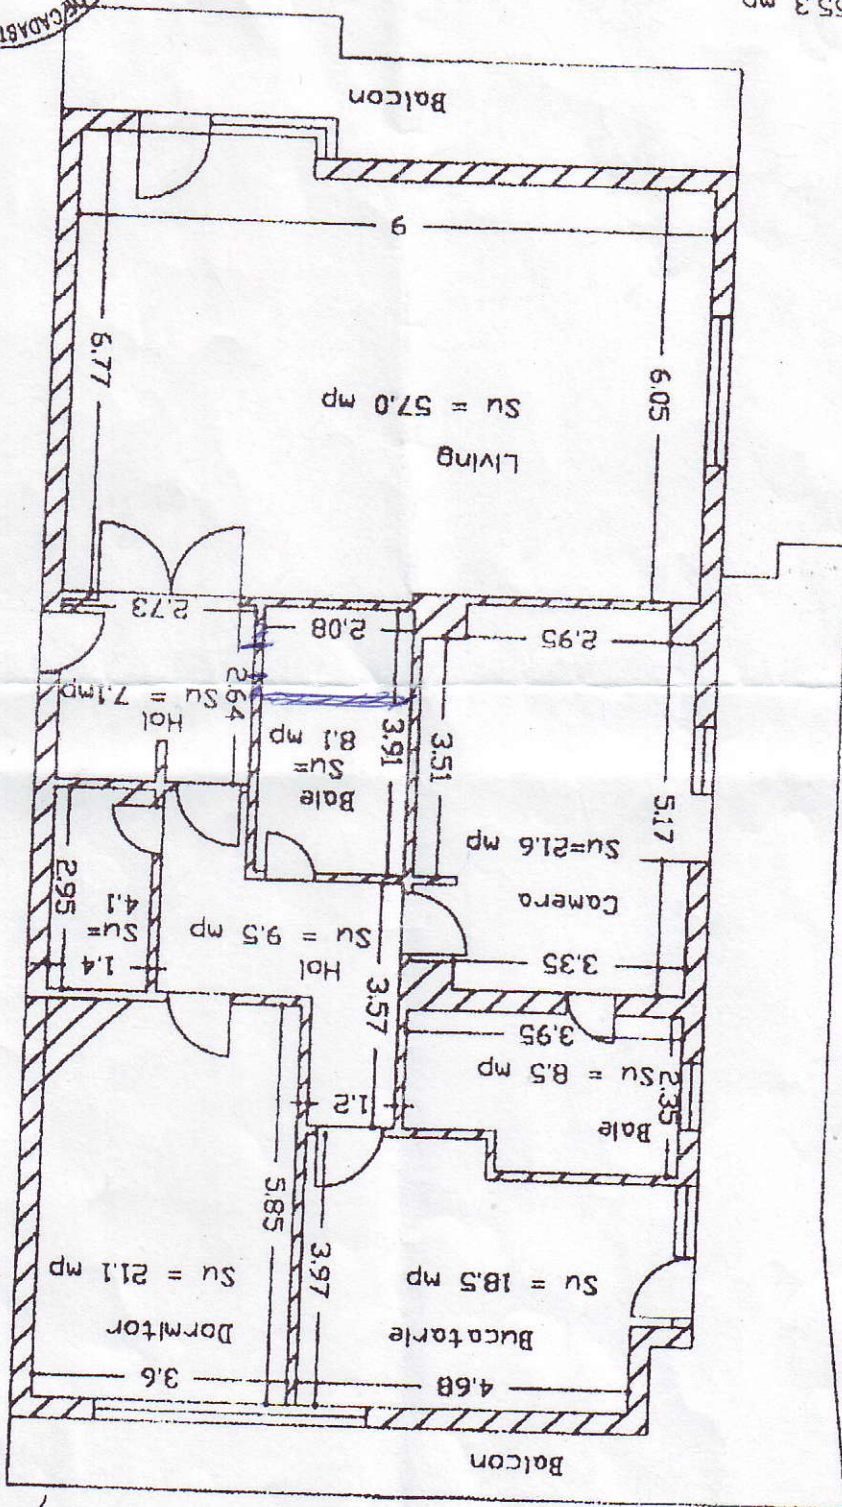 Balcon
4.68
3.6
Bucatarie
Su = 18.5 mp
3.97
Dormitor
Su = 21.1 mp
5.85
Baie
Su = 8.5 mp
2.35
3.95
1.2
3.57
Camera
Su=21.6 mp
3.35
5.17
3.51
2.95
Hol
Su = 9.5 mp
1.4
Su=
4.1
2.95
Baie
Su=
8.1 mp
3.91
2.08
Hol
Su = 7.1mp
2.64
2.73
Living
Su = 57.0 mp
6.05
6.77
9
Balcon
55.3 mp
CADAST